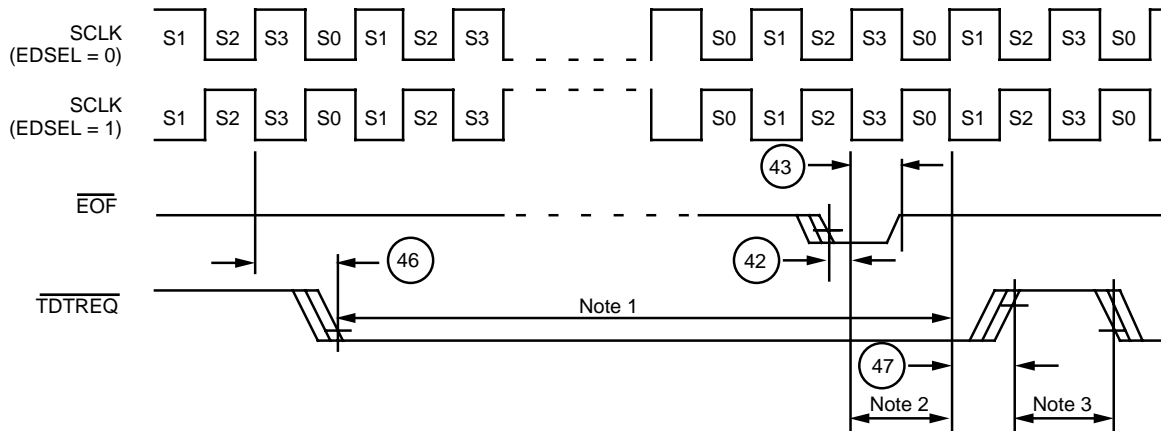 SCLK
(EDSEL = 0)
S1 S2 S3 S0 S1 S2 S3 S0 S1 S2 S3 S0 S1 S2 S3 S0
SCLK
(EDSEL = 1)
S1 S2 S3 S0 S1 S2 S3 S0 S1 S2 S3 S0 S1 S2 S3 S0
43
EOF
46
42
TDTREQ
Note 1
47
Note 2
Note 3